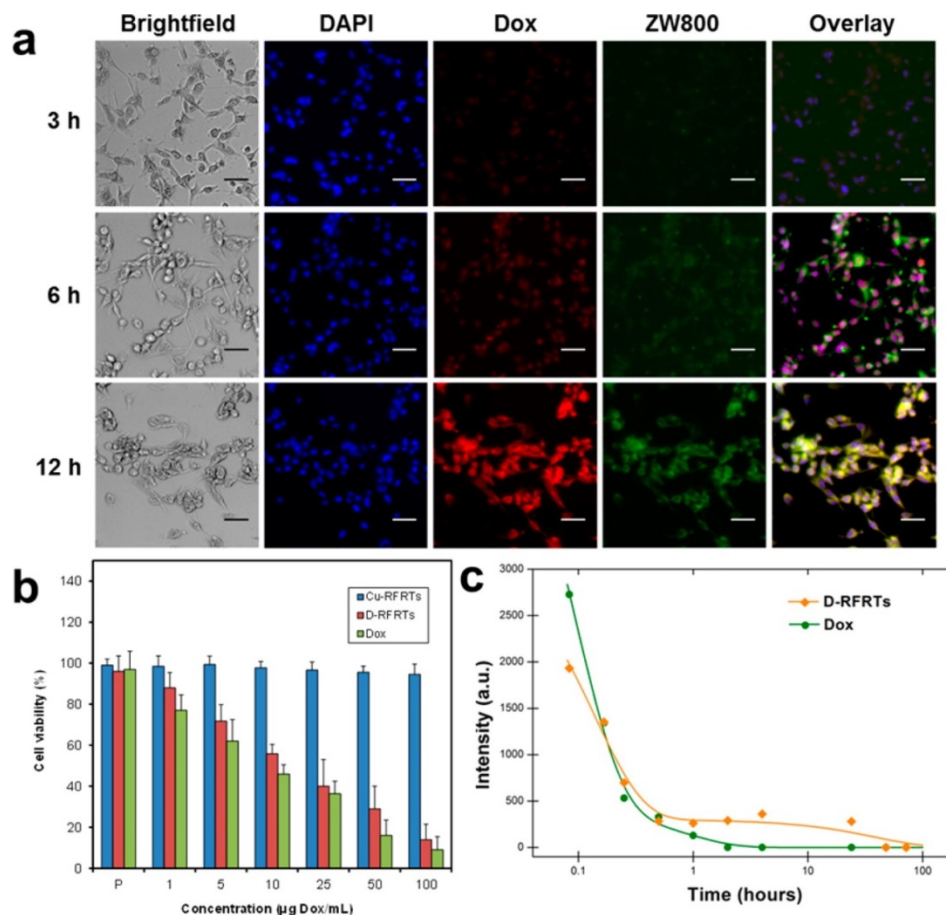 a
Brightfield DAPI Dox ZW800 Overlay
3 h
6 h
12 h
b
140
120
100
80
60
40
20
0
Cell viability (%)
Cu-RFRTs
D-RFRTs
Dox
P 1 5 10 25 50 100
Concentration (µg Dox/mL)
c
3000
2500
2000
1500
1000
500
0
Intensity (a.u.)
D-RFRTs
Dox
0.1 1 10 100
Time (hours)